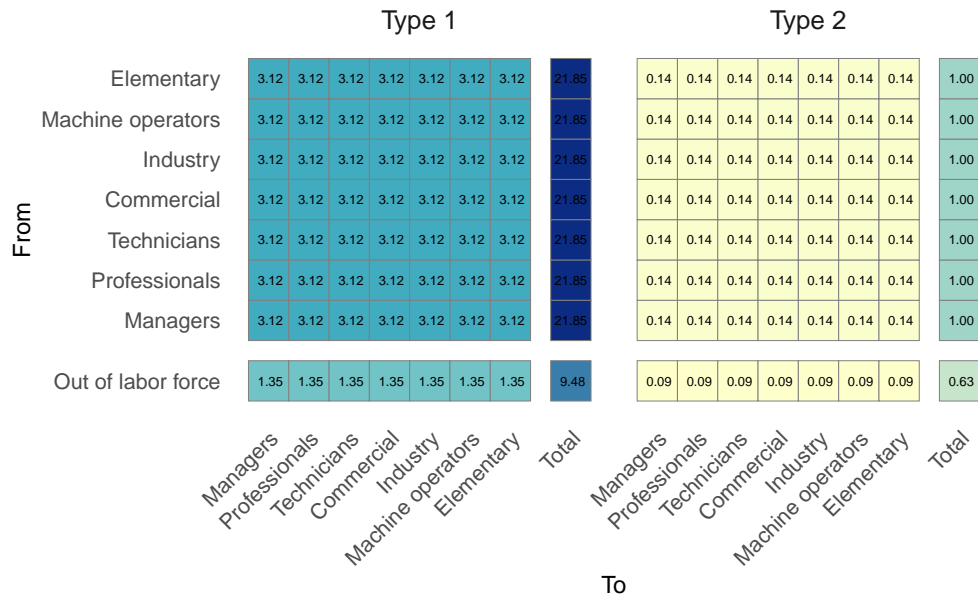 Type 1 Type 2
Elementary 3.12 3.12 3.12 3.12 3.12 3.12 3.12 21.85 0.14 0.14 0.14 0.14 0.14 0.14 0.14 1.00
Machine operators 3.12 3.12 3.12 3.12 3.12 3.12 3.12 21.85 0.14 0.14 0.14 0.14 0.14 0.14 0.14 1.00
Industry 3.12 3.12 3.12 3.12 3.12 3.12 3.12 21.85 0.14 0.14 0.14 0.14 0.14 0.14 0.14 1.00
Commercial 3.12 3.12 3.12 3.12 3.12 3.12 3.12 21.85 0.14 0.14 0.14 0.14 0.14 0.14 0.14 1.00
Technicians 3.12 3.12 3.12 3.12 3.12 3.12 3.12 21.85 0.14 0.14 0.14 0.14 0.14 0.14 0.14 1.00
Professionals 3.12 3.12 3.12 3.12 3.12 3.12 3.12 21.85 0.14 0.14 0.14 0.14 0.14 0.14 0.14 1.00
Managers 3.12 3.12 3.12 3.12 3.12 3.12 3.12 21.85 0.14 0.14 0.14 0.14 0.14 0.14 0.14 1.00
Out of labor force 1.35 1.35 1.35 1.35 1.35 1.35 1.35 9.48 0.09 0.09 0.09 0.09 0.09 0.09 0.09 0.63
From
Managers Professionals Technicians Commercial Industry Machine operators Elementary Total Managers Professionals Technicians Commercial Industry Machine operators Elementary Total
To